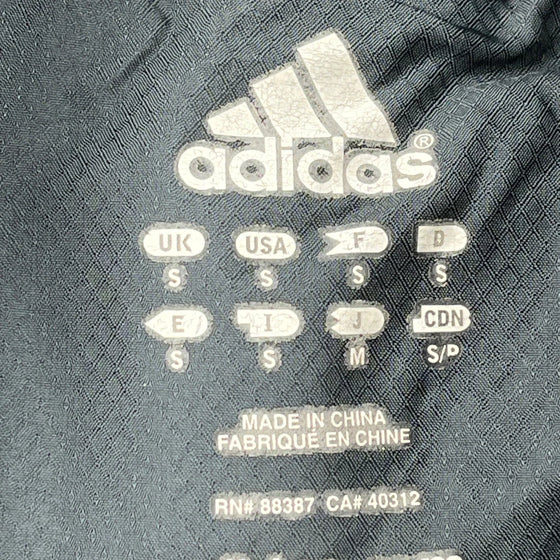 adidas®
UK USA F D
S S S S
E I J CDN
S S M S/P
MADE IN CHINA
FABRIQUÉ EN CHINE
RN# 88387 CA# 40312